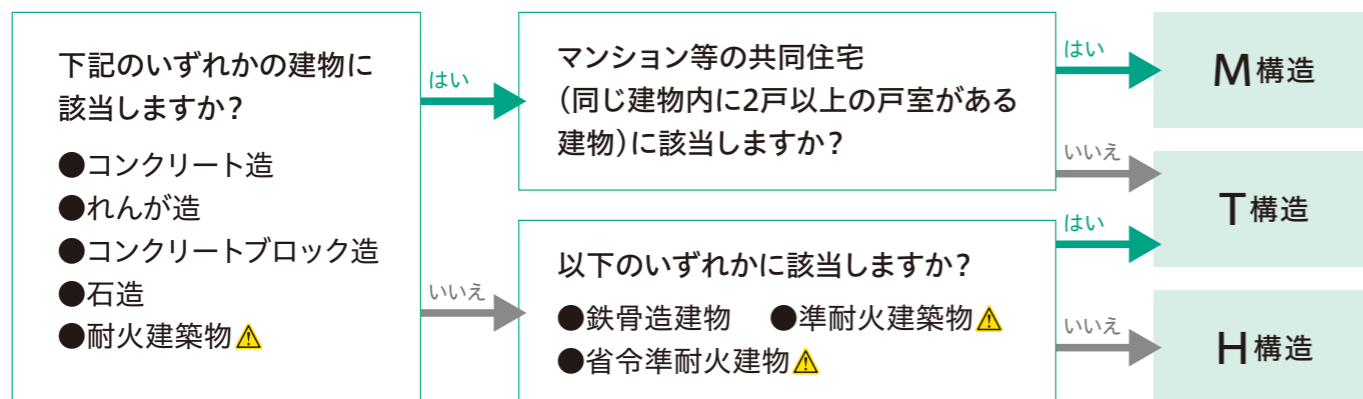 下記のいずれかの建物に
該当しますか？
●コンクリート造
●れんが造
●コンクリートブロック造
●石造
●耐火建築物
はい
いいえ
マンション等の共同住宅
（同じ建物内に2戸以上の戸室がある
建物）に該当しますか？
はい
いいえ
以下のいずれかに該当しますか？
●鉄骨造建物 ●準耐火建築物
●省令準耐火建物
はい
いいえ
M構造
T構造
H構造